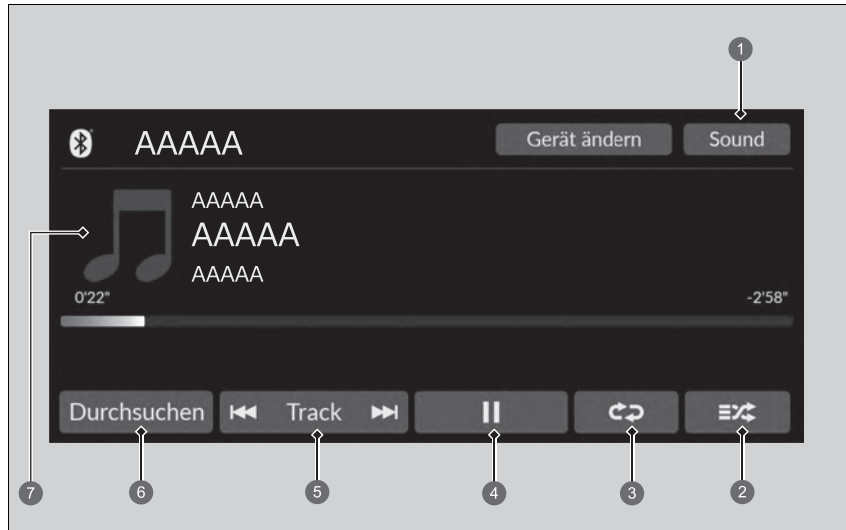 1
AAAAA
Gerät ändern
Sound
AAAAA
7
AAAAA
AAAAA
0'22"
-2'58"
Durchsuchen
Track
6
5
4
3
2